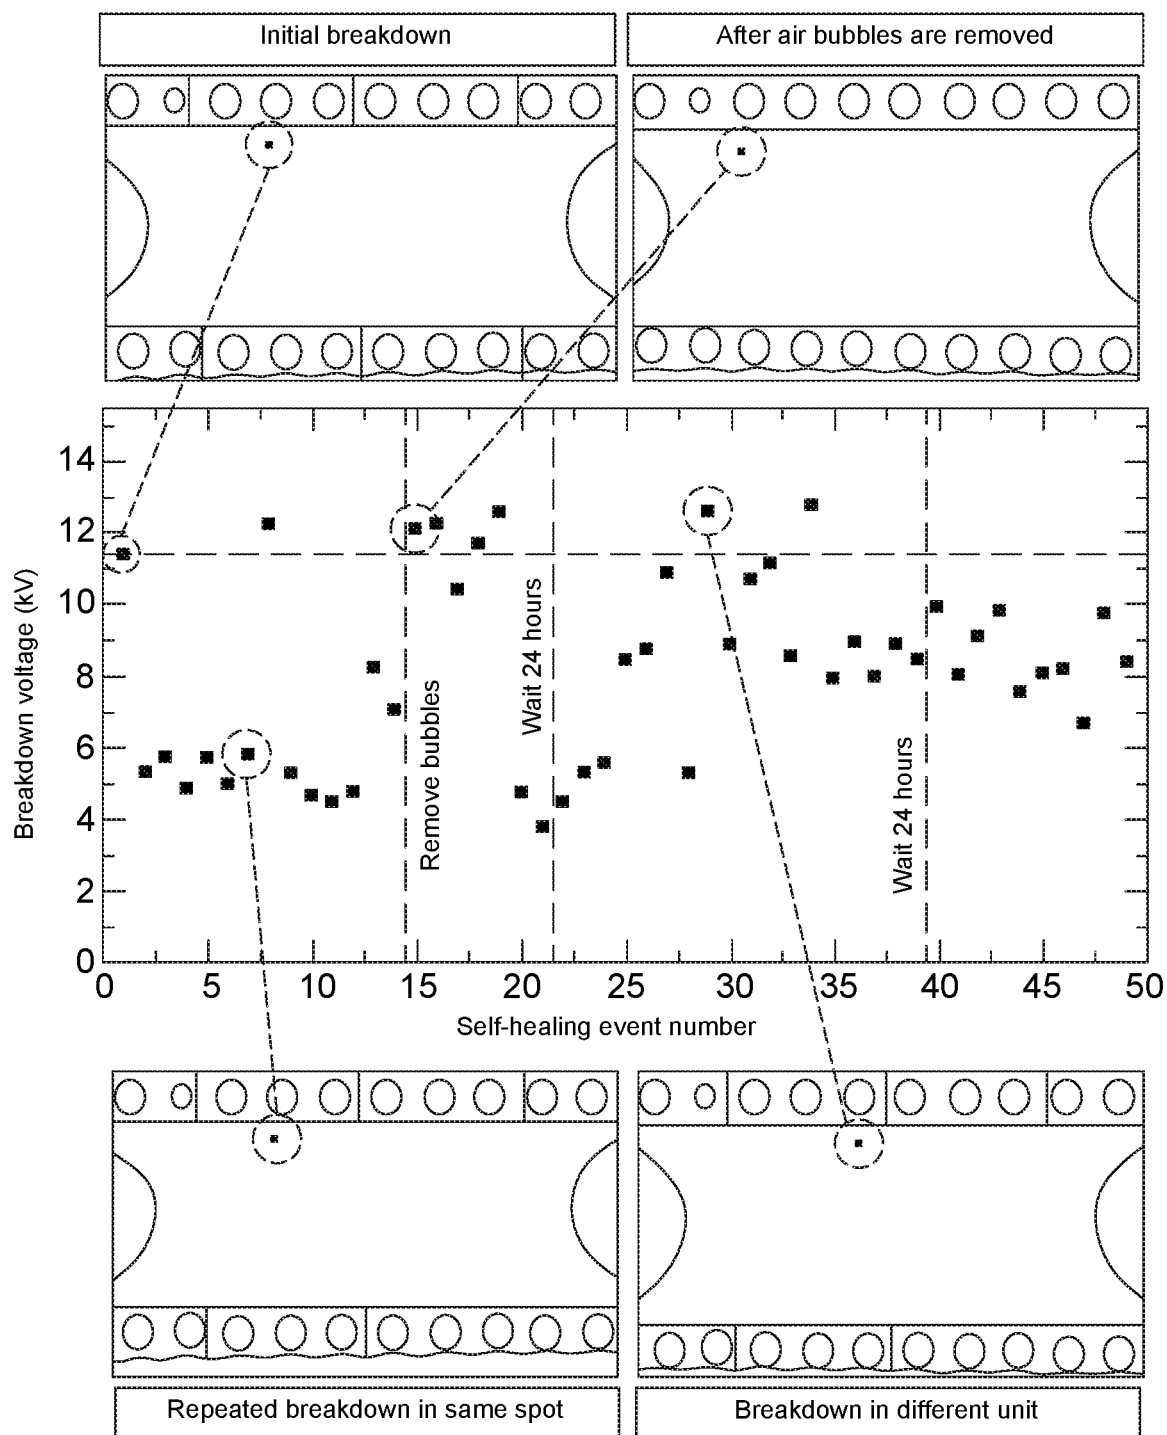 Initial breakdown
After air bubbles are removed
14
12
10
8
6
4
2
0
Breakdown voltage (kV)
Remove bubbles
Wait 24 hours
Wait 24 hours
0 5 10 15 20 25 30 35 40 45 50
Self-healing event number
Repeated breakdown in same spot
Breakdown in different unit